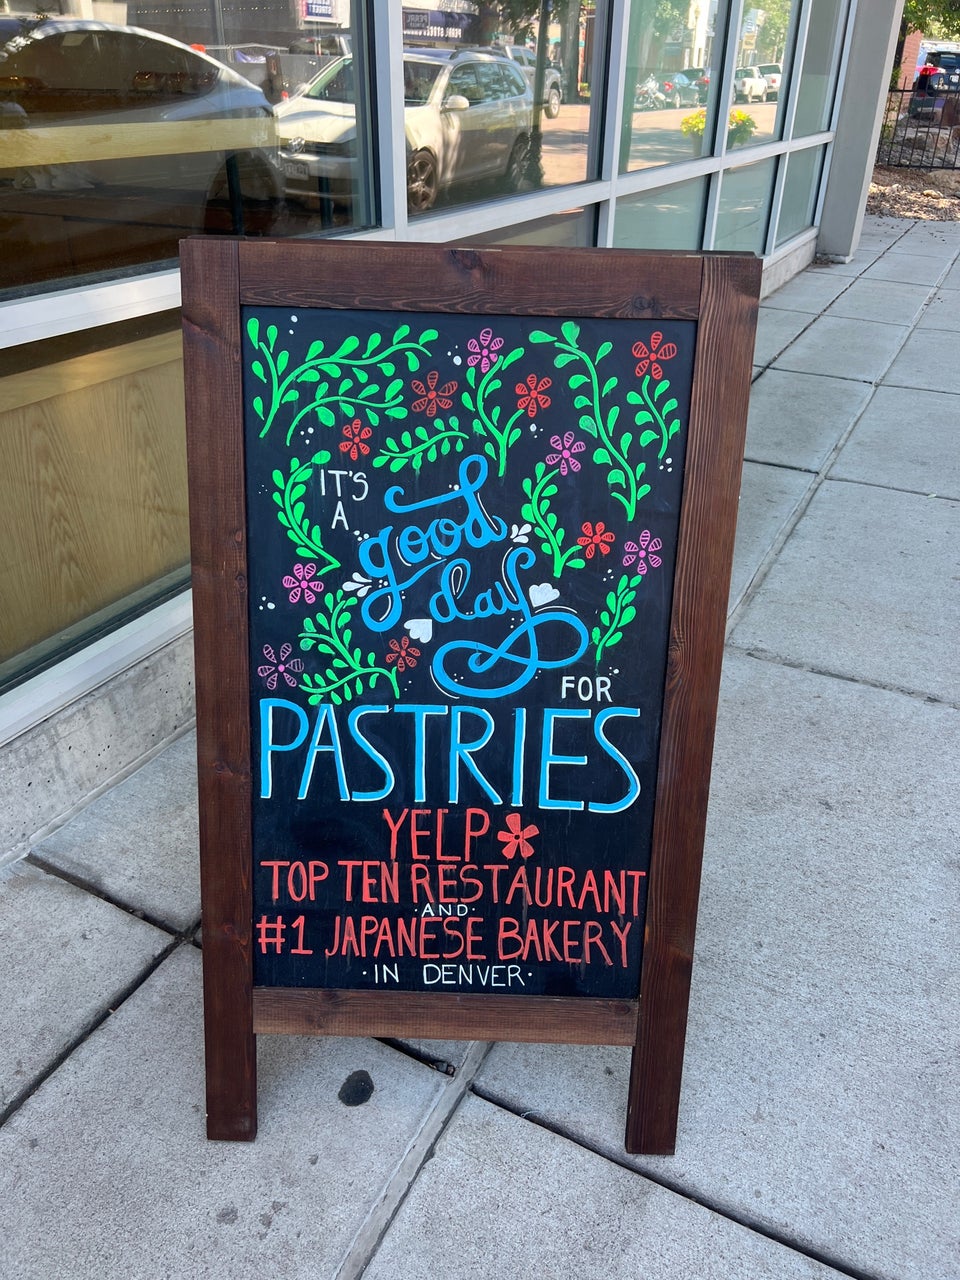 IT'S
A
good
day
FOR
PASTRIES
YELP
TOP TEN RESTAURANT
·AND·
#1 JAPANESE BAKERY
·IN DENVER·